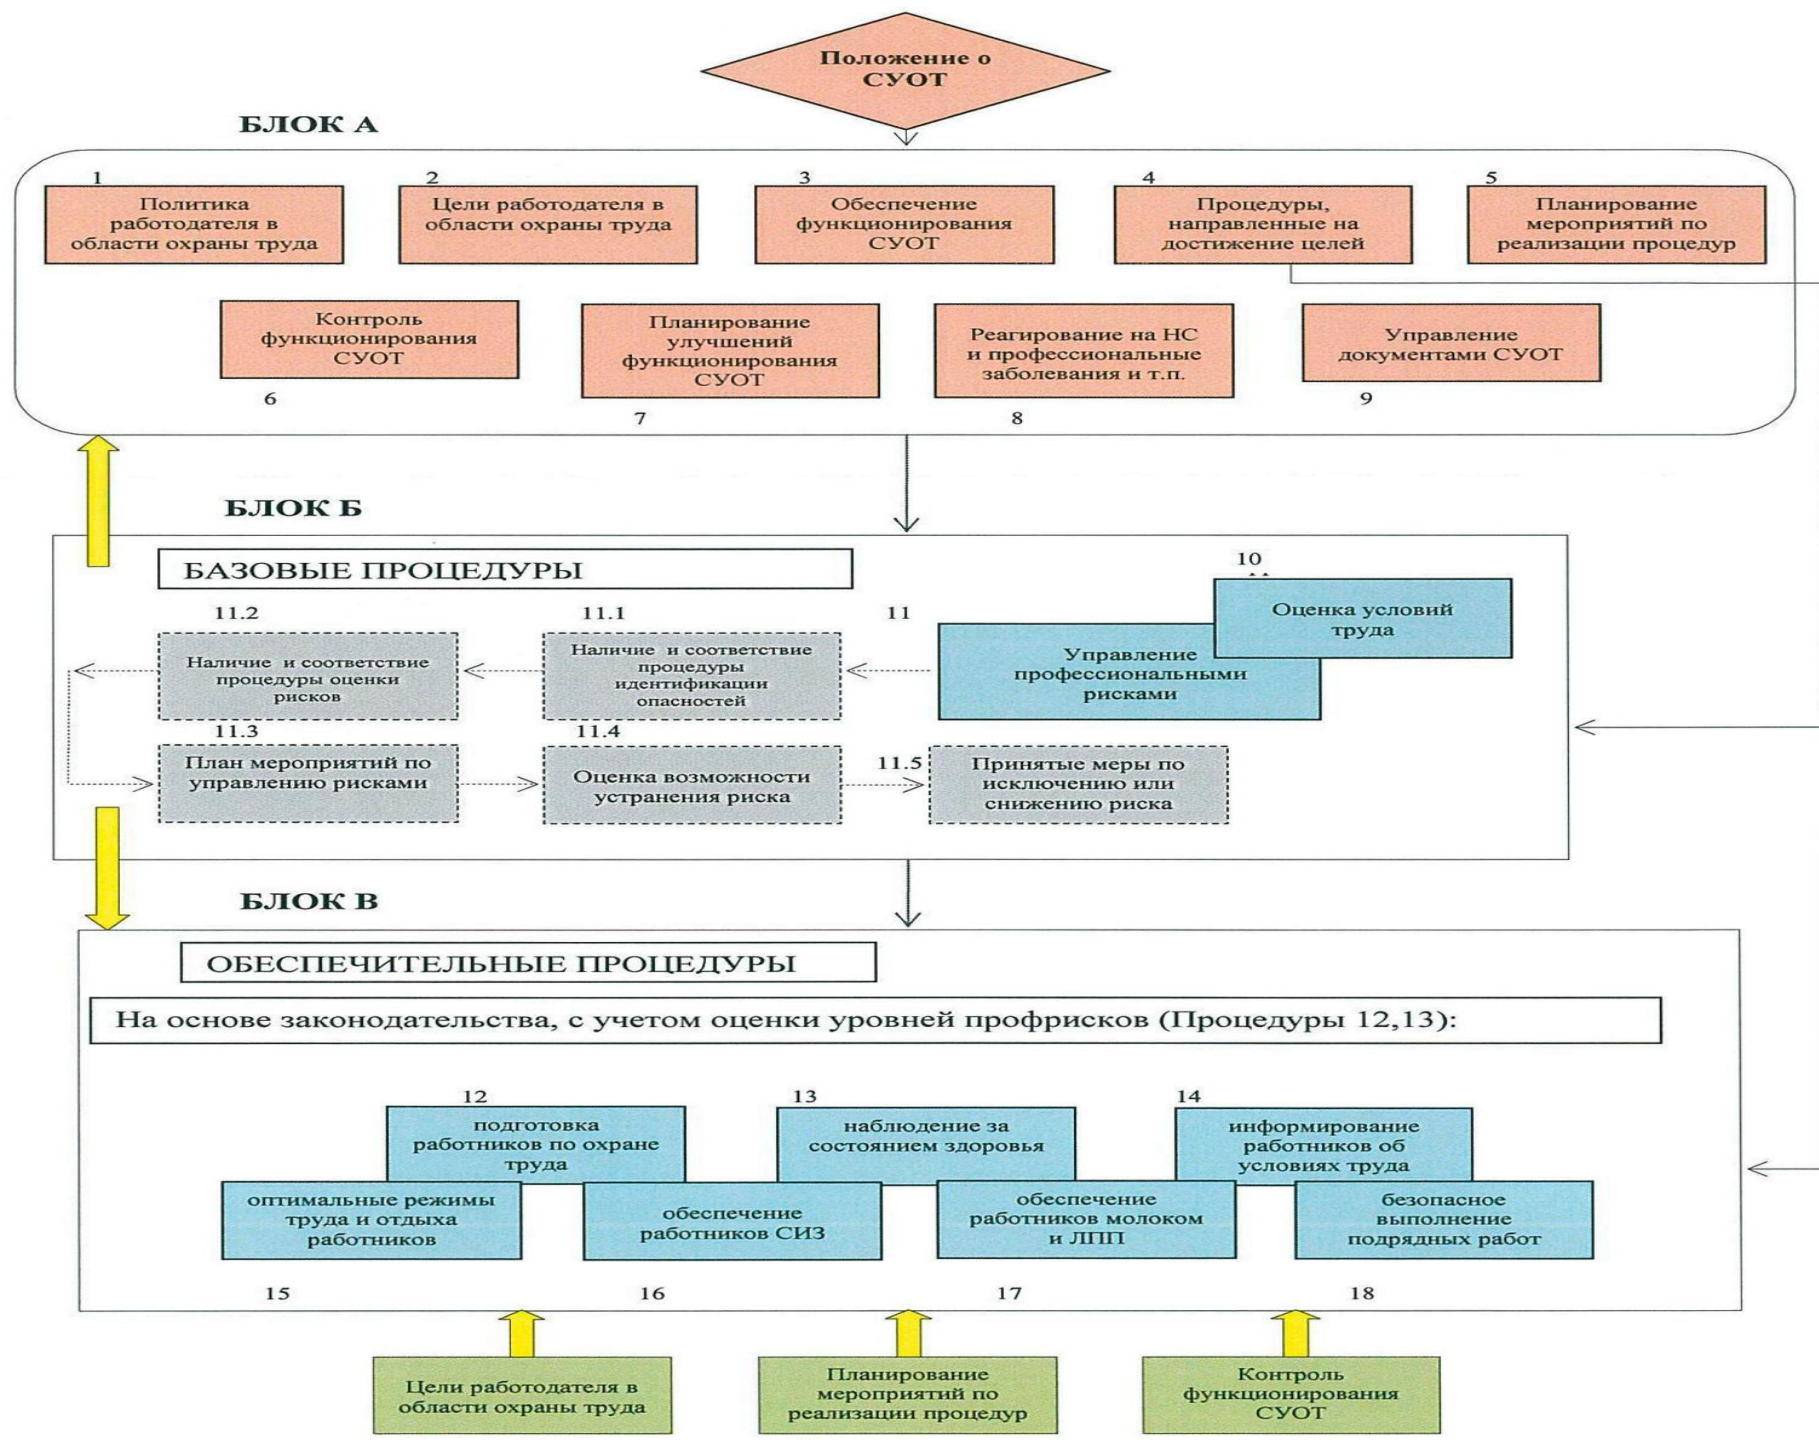 Положение о
СУОТ
БЛОК А
1
Политика
работодателя в
области охраны труда
2
Цели работодателя в
области охраны труда
3
Обеспечение
функционирования
СУОТ
4
Процедуры,
направленные на
достижение целей
5
Планирование
мероприятий по
реализации процедур
Контроль
функционирования
СУОТ
6
Планирование
улучшений
функционирования
СУОТ
7
Реагирование на НС
и профессиональные
заболевания и т.п.
8
Управление
документами СУОТ
9
БЛОК Б
БАЗОВЫЕ ПРОЦЕДУРЫ
10
Оценка условий
труда
11
Управление
профессиональными
рисками
11.1
Наличие и соответствие
процедуры
идентификации
опасностей
11.2
Наличие и соответствие
процедуры оценки
рисков
11.3
План мероприятий по
управлению рисками
11.4
Оценка возможности
устранения риска
11.5
Принятые меры по
исключению или
снижению риска
БЛОК В
ОБЕСПЕЧИТЕЛЬНЫЕ ПРОЦЕДУРЫ
На основе законодательства, с учетом оценки уровней профрисков (Процедуры 12,13):
12
подготовка
работников по охране
труда
13
наблюдение за
состоянием здоровья
14
информирование
работников об
условиях труда
оптимальные режимы
труда и отдыха
работников
15
обеспечение
работников СИЗ
16
обеспечение
работников молоком
и ЛПП
17
безопасное
выполнение
подрядных работ
18
Цели работодателя в
области охраны труда
Планирование
мероприятий по
реализации процедур
Контроль
функционирования
СУОТ